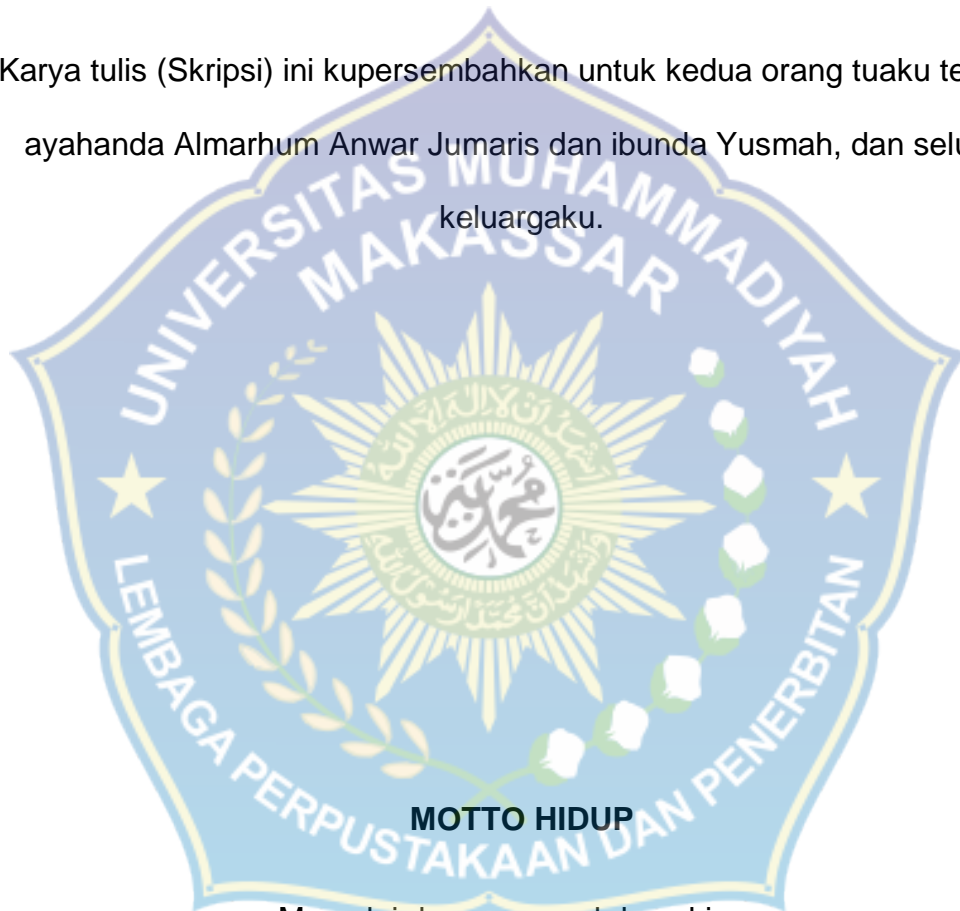 Karya tulis (Skripsi) ini kupersembahkan untuk kedua orang tuaku
ayahanda Almarhum Anwar Jumaris dan ibunda Yusmah, dan
keluargaku.
UNIVERSITAS MUHAMMADIYAH
MAKASSAR
LEMBAGA PERPUSTAKAAN DAN PENERBITAN
MOTTO HIDUP